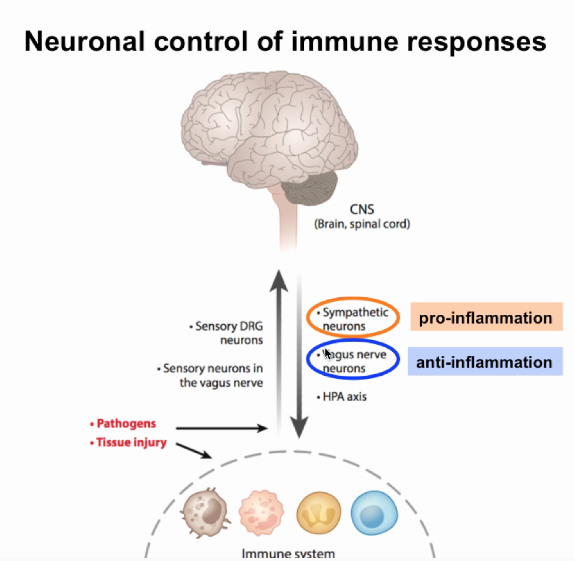 Neuronal control of immune responses
CNS
(Brain, spinal cord)
• Sensory DRG
neurons
• Sensory neurons in
the vagus nerve
• Sympathetic
neurons
pro-inflammation
• Vagus nerve
neurons
anti-inflammation
• HPA axis
• Pathogens
• Tissue injury
Immune system